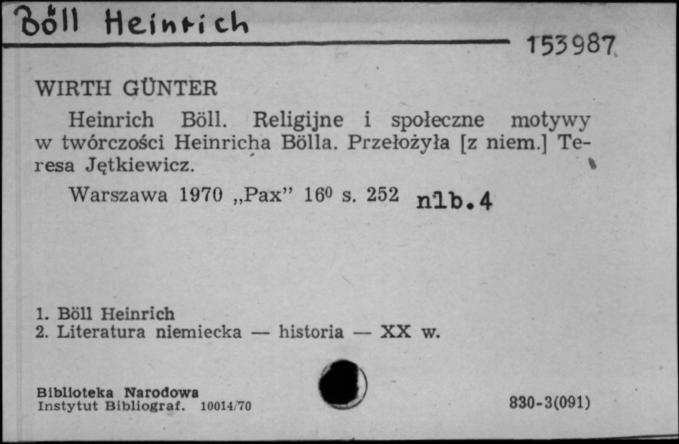 Böll Heinrich
153987
WIRTH GÜNTER
Heinrich Böll. Religijne i społeczne motywy
w twórczości Heinricha Bölla. Przełożyła [z niem.] Te-
resa Jętkiewicz.
Warszawa 1970 „Pax” 16⁰ s. 252 nlb. 4
1. Böll Heinrich
2. Literatura niemiecka — historia — XX w.
Biblioteka Narodowa
Instytut Bibliograf. 10014/70
830-3(091)